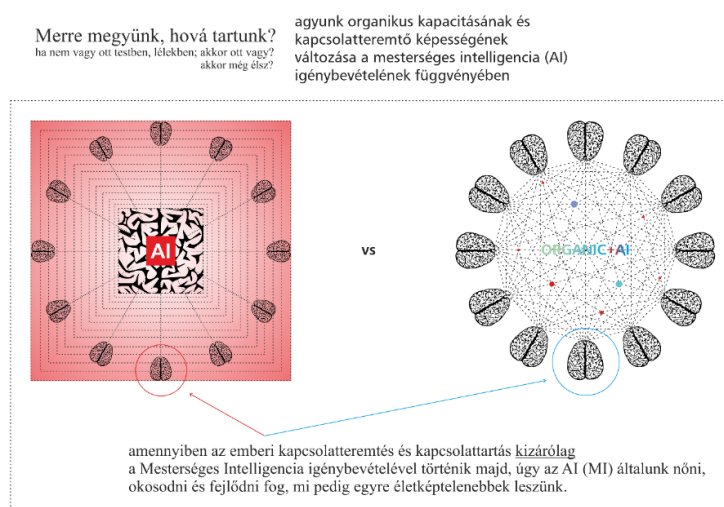 Merre megyünk, hová tartunk?
ha nem vagy ott testben, lélekben; akkor ott vagy?
akkor még élsz?
agyunk organikus kapacitásának és
kapcsolatteremtő képességének
változása a mesterséges intelligencia (AI)
igénybevételének függvényében
AI
vs
ORGANIC+AI
amennyiben az emberi kapcsolatteremtés és kapcsolattartás kizárólag
a Mesterséges Intelligencia igénybevételével történik majd, úgy az AI (MI) általunk nőni,
okosodni és fejlődni fog, mi pedig egyre életképtelenebbek leszünk.